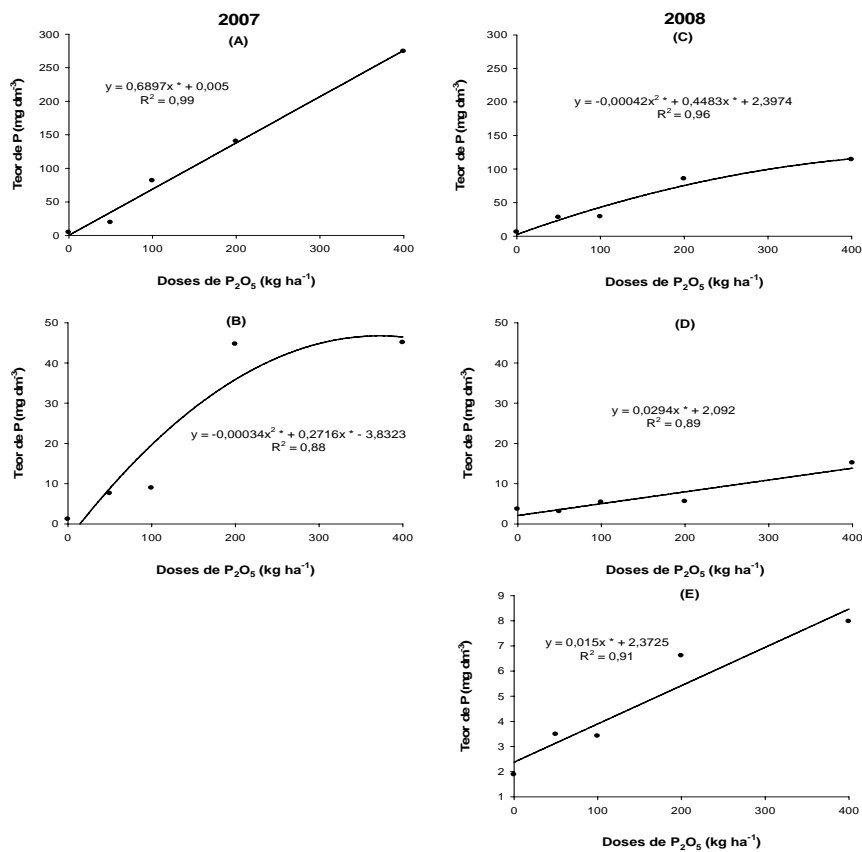 2007
(A)
300
250
200
150
100
50
0
Teor de P (mg dm⁻³)
y = 0,6897x * + 0,005
R² = 0,99
0 100 200 300 400
Doses de P₂O₅ (kg ha⁻¹)
2008
(C)
300
250
200
150
100
50
0
Teor de P (mg dm⁻³)
y = -0,00042x² * + 0,4483x * + 2,3974
R² = 0,96
0 100 200 300 400
Doses de P₂O₅ (kg ha⁻¹)
(B)
50
40
30
20
10
0
Teor de P (mg dm⁻³)
y = -0,00034x² * + 0,2716x * - 3,8323
R² = 0,88
0 100 200 300 400
Doses de P₂O₅ (kg ha⁻¹)
(D)
50
40
30
20
10
0
Teor de P (mg dm⁻³)
y = 0,0294x * + 2,092
R² = 0,89
0 100 200 300 400
Doses de P₂O₅ (kg ha⁻¹)
(E)
9
8
7
6
5
4
3
2
1
Teor de P (mg dm⁻³)
y = 0,015x * + 2,3725
R² = 0,91
0 100 200 300 400
Doses de P₂O₅ (kg ha⁻¹)